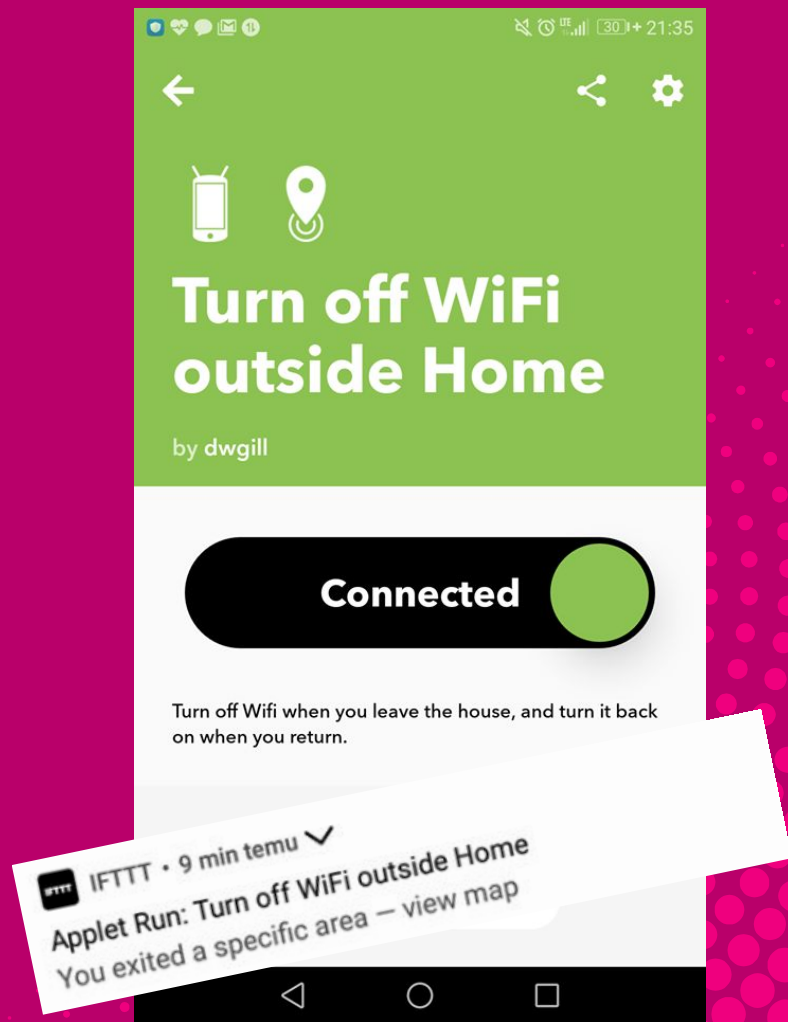 LTE 30 + 21:35
Turn off WiFi
outside Home
by dwgill
Connected
Turn off Wifi when you leave the house, and turn it back
on when you return.
IFTTT IFTTT • 9 min temu
Applet Run: Turn off WiFi outside Home
You exited a specific area — view map